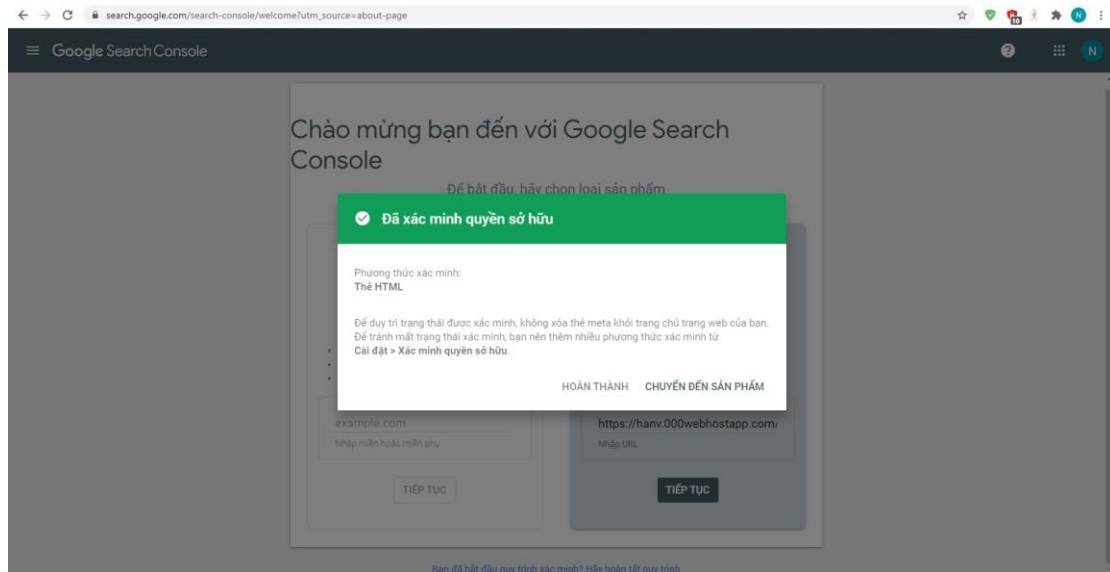 search.google.com/search-console/welcome?utm_source=about-page
10
N
Google Search Console
N
Chào mừng bạn đến với Google Search
Console
Để bắt đầu, hãy chọn loại sản phẩm
Đã xác minh quyền sở hữu
Phương thức xác minh:
Thẻ HTML
Để duy trì trạng thái được xác minh, không xóa thẻ meta khỏi trang chủ trang web của bạn.
Để tránh mất trạng thái xác minh, bạn nên thêm nhiều phương thức xác minh từ
Cài đặt > Xác minh quyền sở hữu.
HOÀN THÀNH CHUYỂN ĐẾN SẢN PHẨM
example.com
Nhập miền hoặc miền phụ
TIẾP TỤC
https://hanv.000webhostapp.com/
Nhập URL
TIẾP TỤC
Bạn đã bắt đầu quy trình xác minh? Hãy hoàn tất quy trình